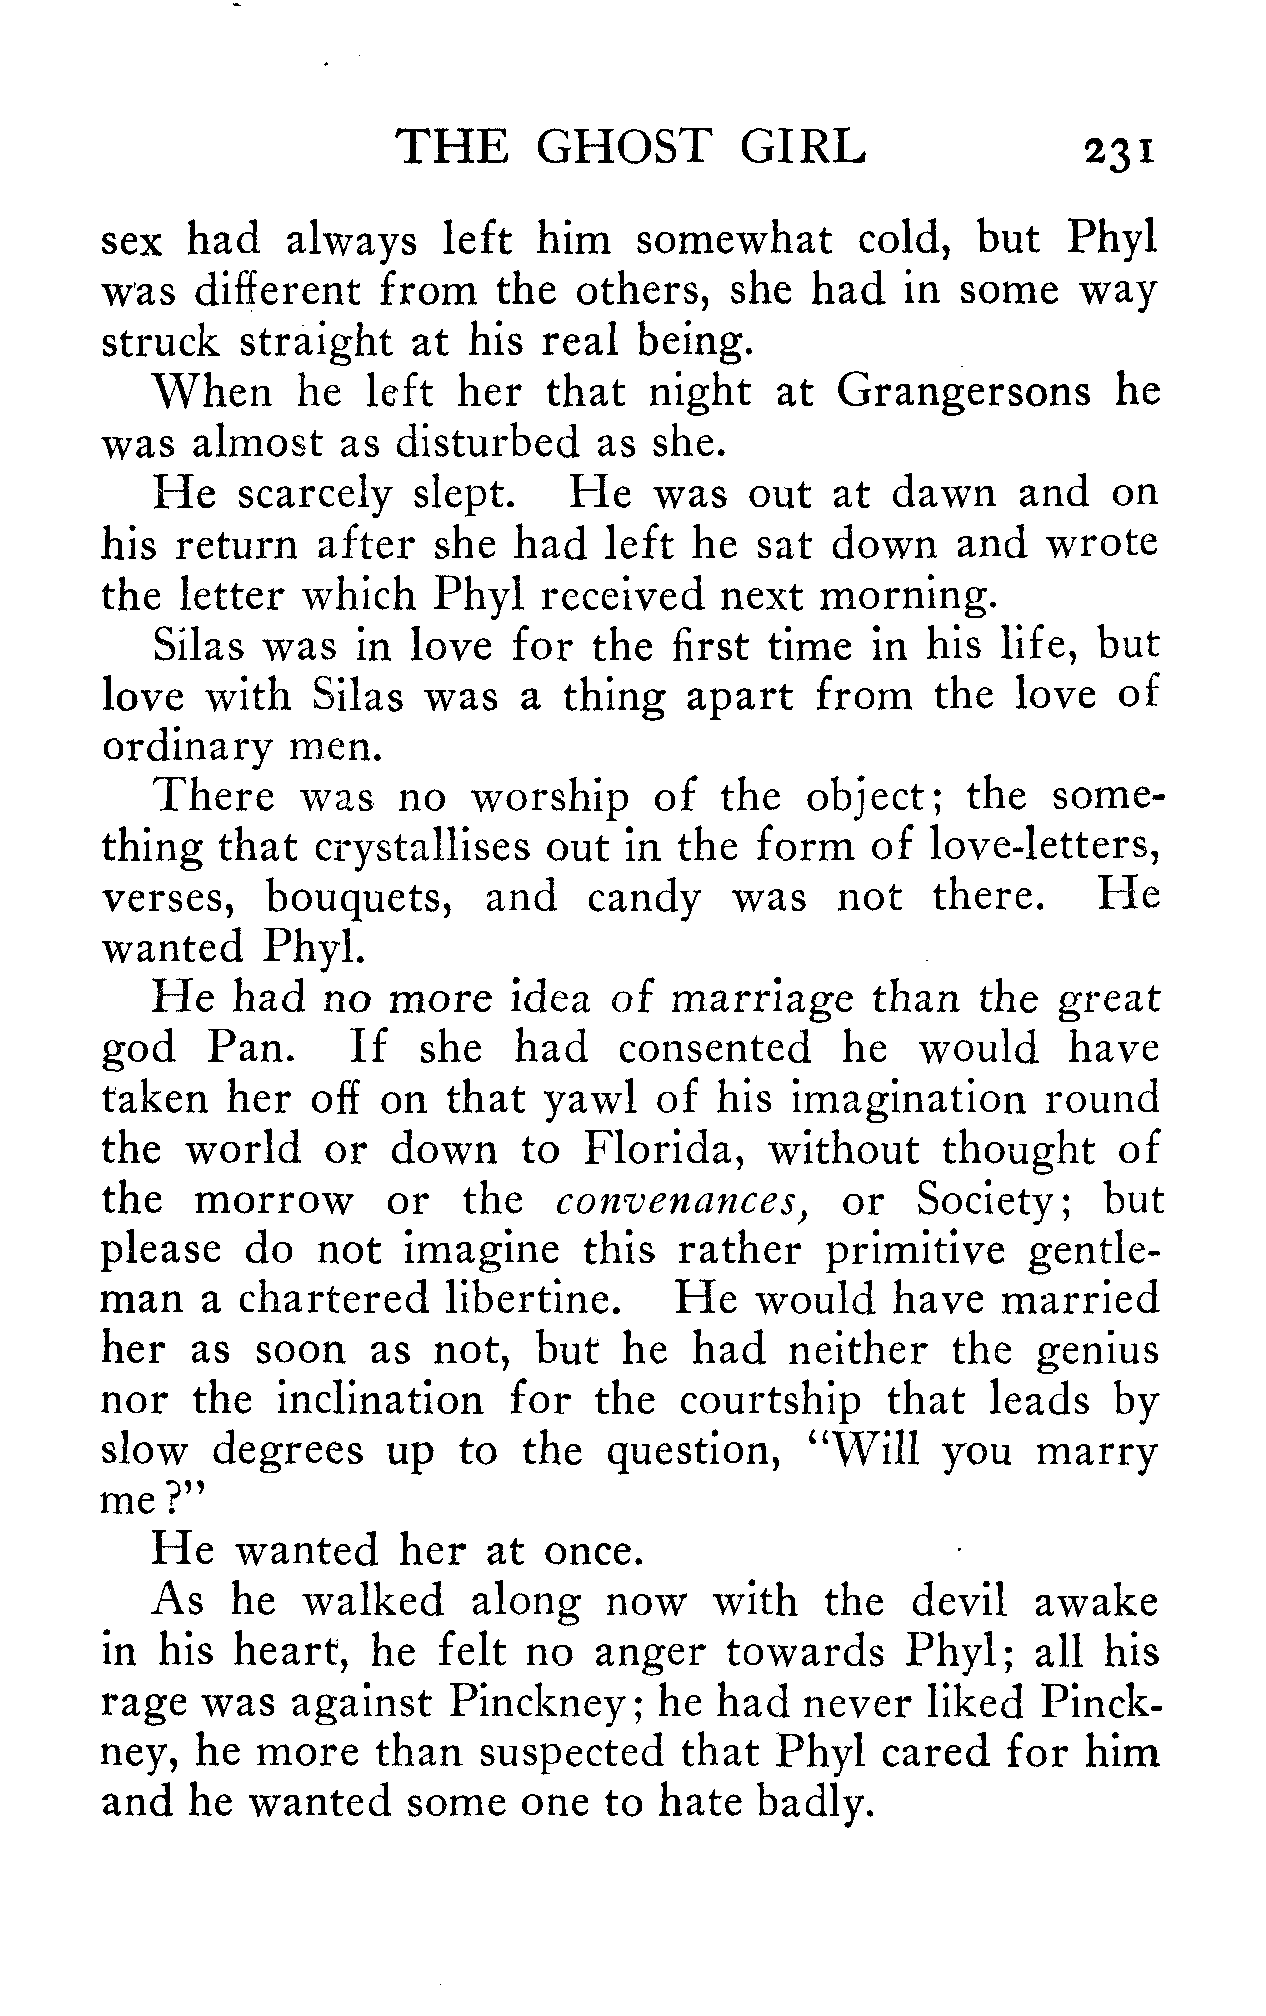 THE GHOST GIRL 231
sex had always left him somewhat cold, but Phyl
was different from the others, she had in some way
struck straight at his real being.
When he left her that night at Grangersons he
was almost as disturbed as she.
He scarcely slept. He was out at dawn and on
his return after she had left he sat down and wrote
the letter which Phyl received next morning.
Silas was in love for the first time in his life, but
love with Silas was a thing apart from the love of
ordinary men.
There was no worship of the object; the some-
thing that crystallises out in the form of love-letters,
verses, bouquets, and candy was not there. He
wanted Phyl.
He had no more idea of marriage than the great
god Pan. If she had consented he would have
taken her off on that yawl of his imagination round
the world or down to Florida, without thought of
the morrow or the convenances, or Society; but
please do not imagine this rather primitive gentle-
man a chartered libertine. He would have married
her as soon as not, but he had neither the genius
nor the inclination for the courtship that leads by
slow degrees up to the question, "Will you marry
me?"
He wanted her at once.
As he walked along now with the devil awake
in his heart, he felt no anger towards Phyl; all his
rage was against Pinckney; he had never liked Pinck-
ney, he more than suspected that Phyl cared for him
and he wanted some one to hate badly.